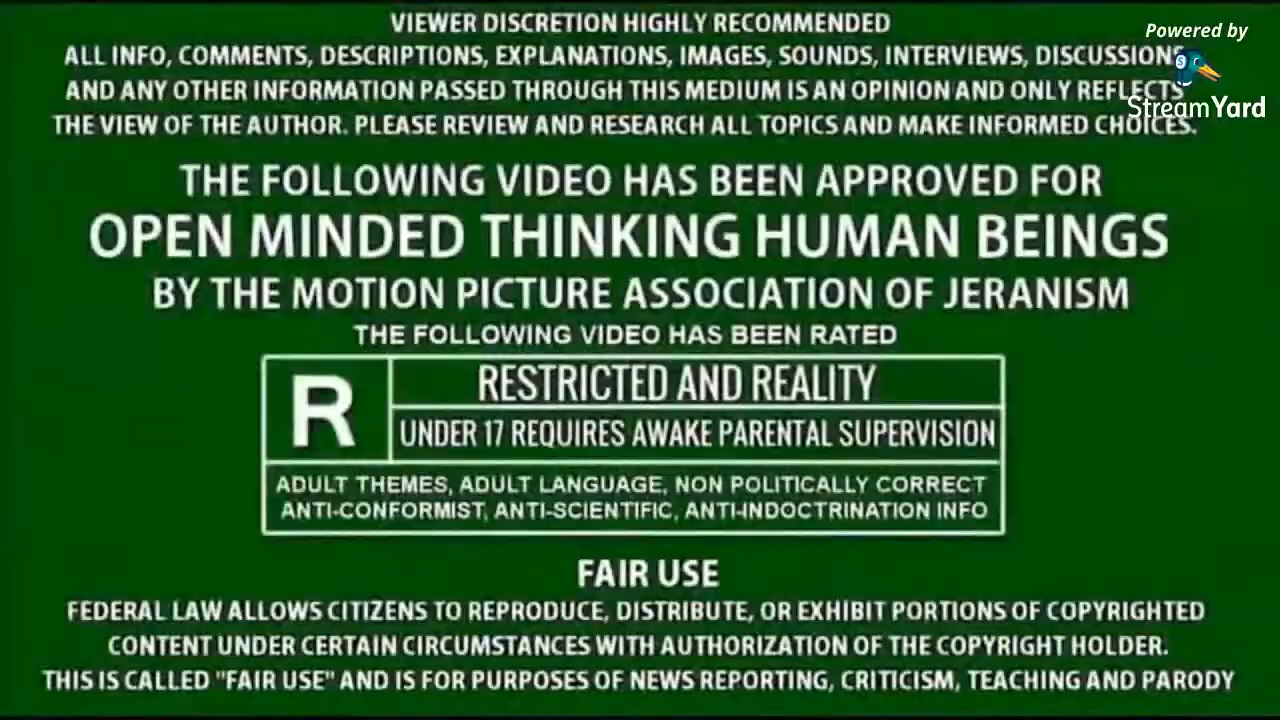 VIEWER DISCRETION HIGHLY RECOMMENDED
ALL INFO, COMMENTS, DESCRIPTIONS, EXPLANATIONS, IMAGES, SOUNDS, INTERVIEWS, DISCUSSIONS
AND ANY OTHER INFORMATION PASSED THROUGH THIS MEDIUM IS AN OPINION AND ONLY REFLECTS
THE VIEW OF THE AUTHOR. PLEASE REVIEW AND RESEARCH ALL TOPICS AND MAKE INFORMED CHOICES.
Powered by
StreamYard
THE FOLLOWING VIDEO HAS BEEN APPROVED FOR
OPEN MINDED THINKING HUMAN BEINGS
BY THE MOTION PICTURE ASSOCIATION OF JERANISM
THE FOLLOWING VIDEO HAS BEEN RATED
R
RESTRICTED AND REALITY
UNDER 17 REQUIRES AWAKE PARENTAL SUPERVISION
ADULT THEMES, ADULT LANGUAGE, NON POLITICALLY CORRECT
ANTI-CONFORMIST, ANTI-SCIENTIFIC, ANTI-INDOCTRINATION INFO
FAIR USE
FEDERAL LAW ALLOWS CITIZENS TO REPRODUCE, DISTRIBUTE, OR EXHIBIT PORTIONS OF COPYRIGHTED
CONTENT UNDER CERTAIN CIRCUMSTANCES WITH AUTHORIZATION OF THE COPYRIGHT HOLDER.
THIS IS CALLED "FAIR USE" AND IS FOR PURPOSES OF NEWS REPORTING, CRITICISM, TEACHING AND PARODY